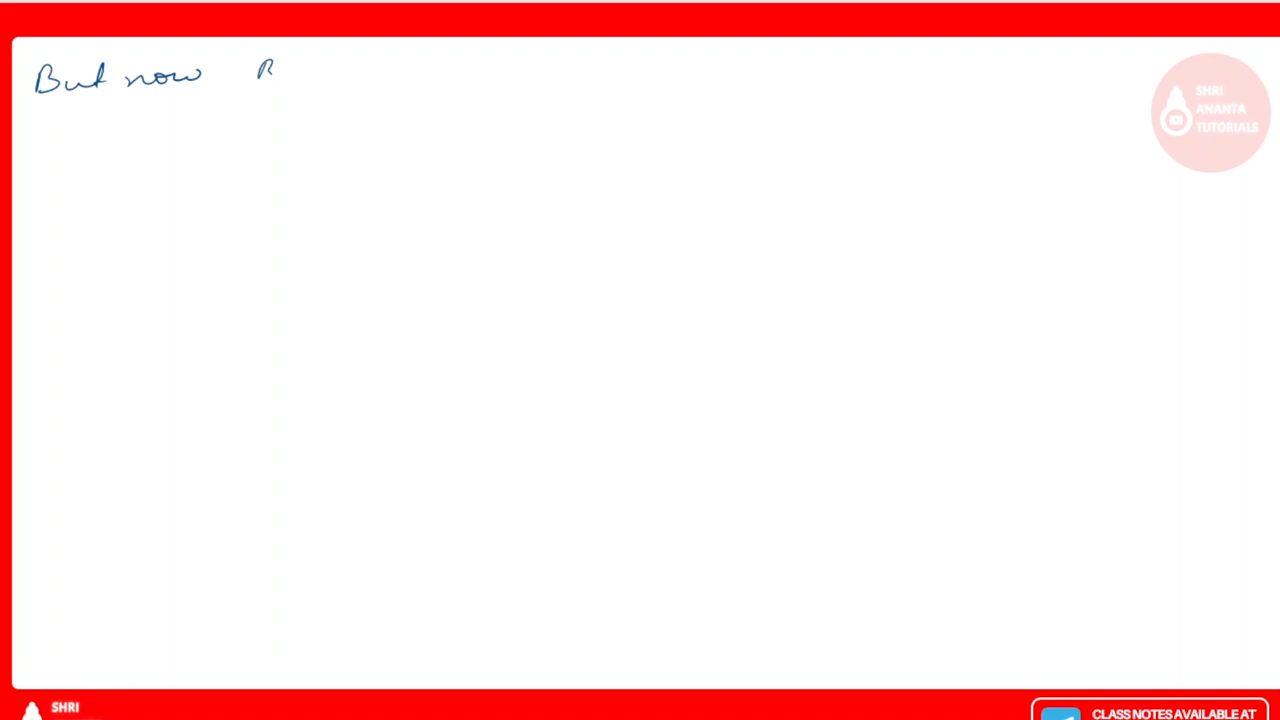 But now
SHRI
ANANTA
TUTORIALS
SHRI
CLASS NOTES AVAILABLE AT